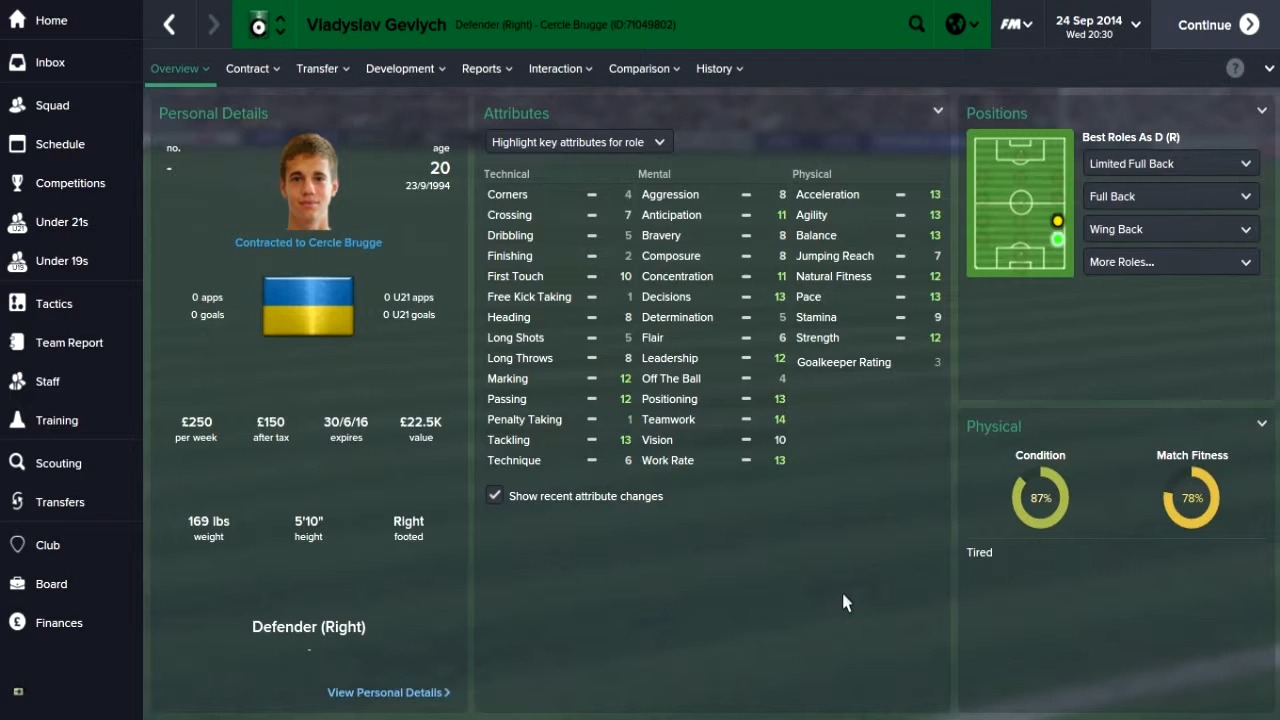 Home
Inbox
Squad
Schedule
Competitions
Under 21s
Under 19s
Tactics
Team Report
Staff
Training
Scouting
Transfers
Club
Board
Finances
Vladyslav Gevlych Defender (Right) - Cercle Brugge (ID:71049802)
FM
24 Sep 2014
Wed 20:30
Continue
Overview Contract Transfer Development Reports Interaction Comparison History
?
Personal Details
no.
-
age
20
23/9/1994
Contracted to Cercle Brugge
0 apps
0 goals
0 U21 apps
0 U21 goals
£250
per week
£150
after tax
30/6/16
expires
£22.5K
value
169 lbs
weight
5'10"
height
Right
footed
Defender (Right)
-
View Personal Details
Attributes
Highlight key attributes for role
Technical Mental Physical
Corners - 4 Aggression - 8 Acceleration - 13
Crossing - 7 Anticipation - 11 Agility - 13
Dribbling - 5 Bravery - 8 Balance - 13
Finishing - 2 Composure - 8 Jumping Reach - 7
First Touch - 10 Concentration - 11 Natural Fitness - 12
Free Kick Taking - 1 Decisions - 13 Pace - 13
Heading - 8 Determination - 5 Stamina - 9
Long Shots - 5 Flair - 6 Strength - 12
Long Throws - 8 Leadership - 12 Goalkeeper Rating 3
Marking - 12 Off The Ball - 4
Passing - 12 Positioning - 13
Penalty Taking - 1 Teamwork - 14
Tackling - 13 Vision - 10
Technique - 6 Work Rate - 13
Show recent attribute changes
Positions
Best Roles As D (R)
Limited Full Back
Full Back
Wing Back
More Roles...
Physical
Condition
87%
Match Fitness
78%
Tired